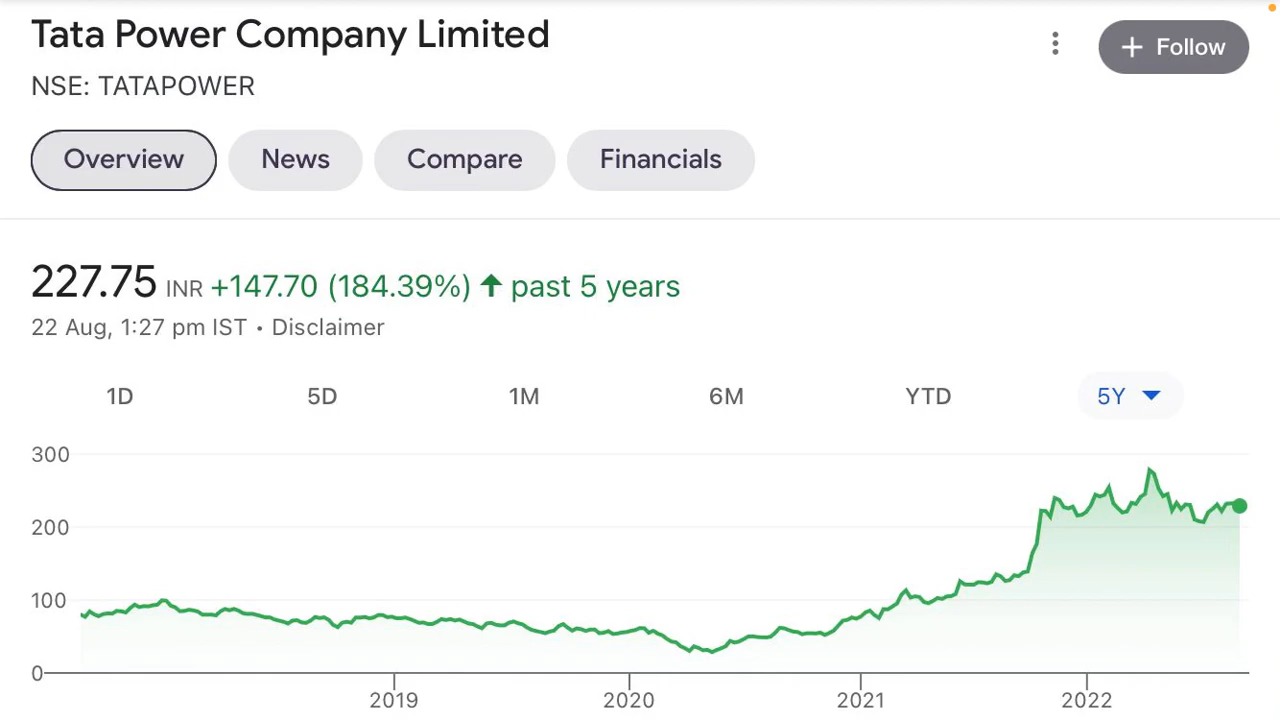 Tata Power Company Limited
+ Follow
NSE: TATAPOWER
Overview News Compare Financials
227.75 INR +147.70 (184.39%) ↑ past 5 years
22 Aug, 1:27 pm IST • Disclaimer
1D 5D 1M 6M YTD 5Y
300
200
100
0
2019 2020 2021 2022